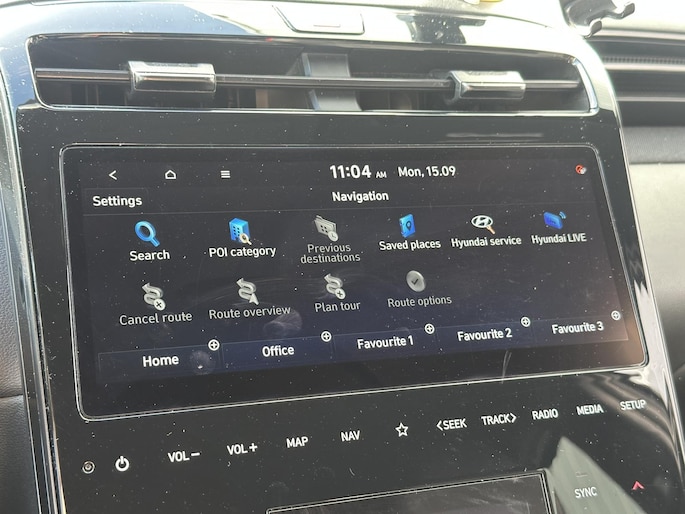 11:04 AM Mon, 15.09
Settings
Navigation
Search
POI category
Previous
destinations
Saved places
Hyundai service
Hyundai LIVE
Cancel route
Route overview
Plan tour
Route options
Home
Office
Favourite 1
Favourite 2
Favourite 3
VOL−
VOL+
MAP
NAV
<SEEK
TRACK>
RADIO
MEDIA
SETUP
SYNC